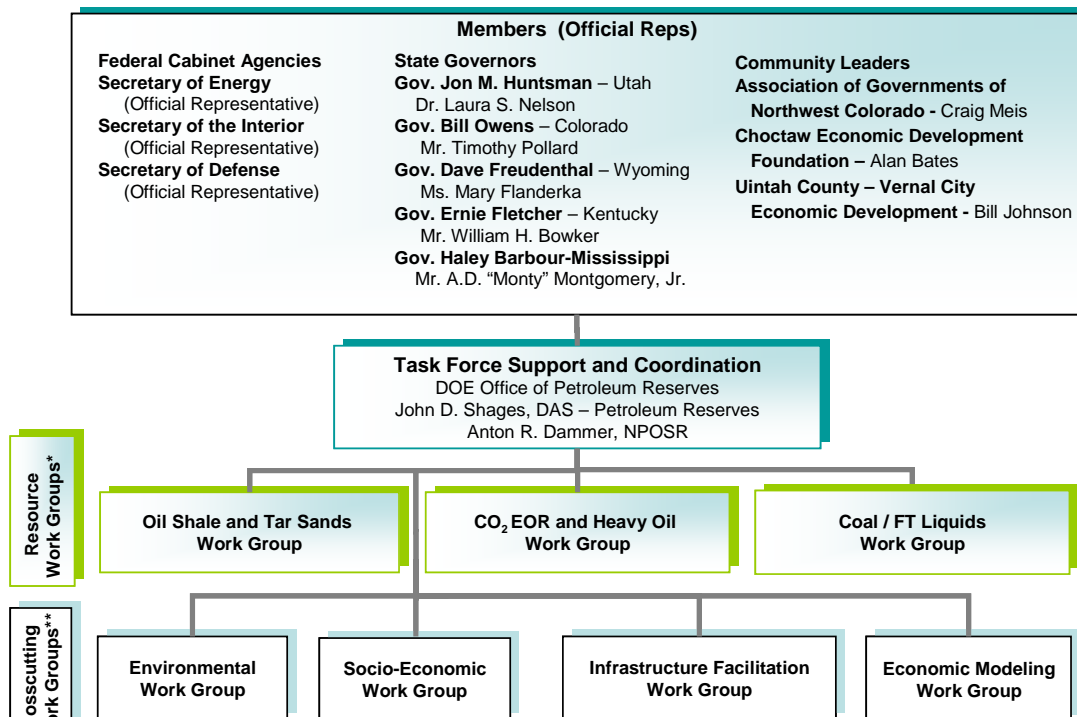 Members (Official Reps)
Federal Cabinet Agencies
Secretary of Energy
(Official Representative)
Secretary of the Interior
(Official Representative)
Secretary of Defense
(Official Representative)
State Governors
Gov. Jon M. Huntsman – Utah
Dr. Laura S. Nelson
Gov. Bill Owens – Colorado
Mr. Timothy Pollard
Gov. Dave Freudenthal – Wyoming
Ms. Mary Flanderka
Gov. Ernie Fletcher – Kentucky
Mr. William H. Bowker
Gov. Haley Barbour-Mississippi
Mr. A.D. “Monty” Montgomery, Jr.
Community Leaders
Association of Governments of
Northwest Colorado - Craig Meis
Choctaw Economic Development
Foundation – Alan Bates
Uintah County – Vernal City
Economic Development - Bill Johnson
Task Force Support and Coordination
DOE Office of Petroleum Reserves
John D. Shages, DAS – Petroleum Reserves
Anton R. Dammer, NPOSR
Resource
Work Groups*
Oil Shale and Tar Sands
Work Group
CO2 EOR and Heavy Oil
Work Group
Coal / FT Liquids
Work Group
osscutting
ork Groups**
Environmental
Work Group
Socio-Economic
Work Group
Infrastructure Facilitation
Work Group
Economic Modeling
Work Group